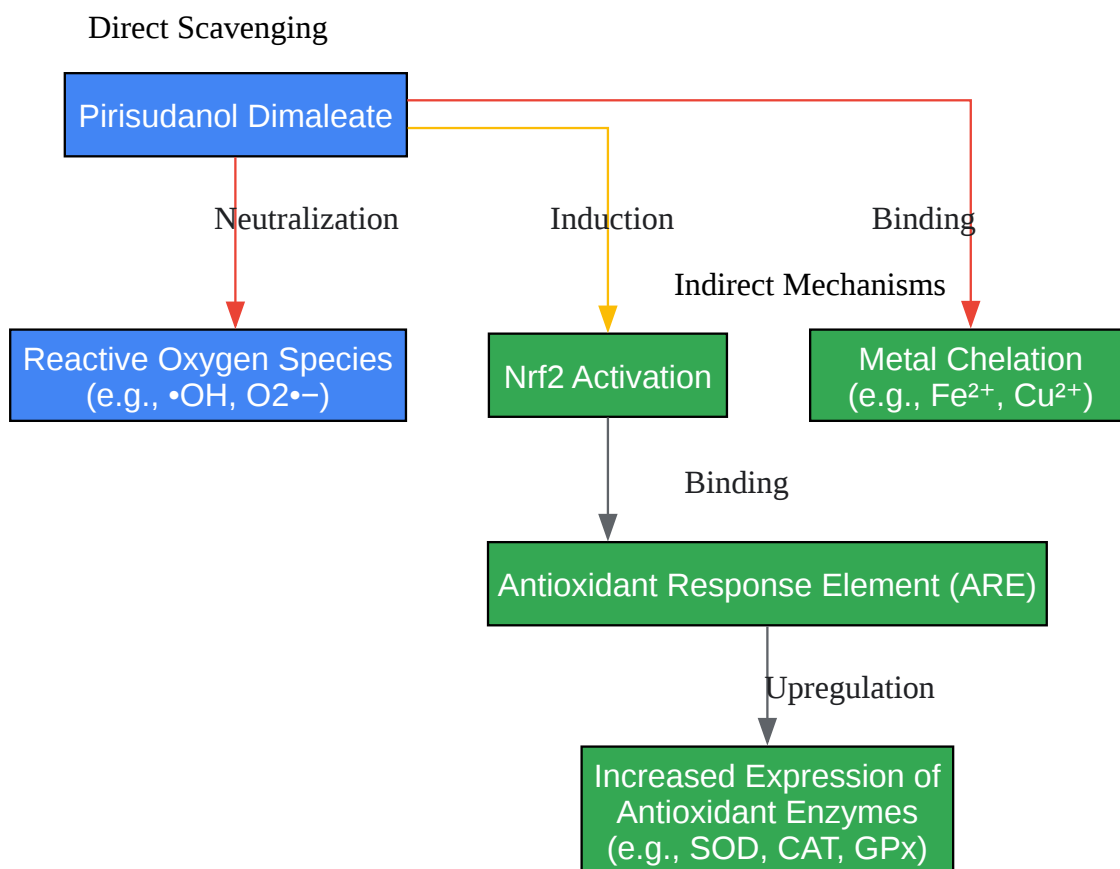 Direct Scavenging
Pirisudanol Dimaleate
Neutralization
Induction
Binding
Indirect Mechanisms
Reactive Oxygen Species
(e.g., •OH, O2•−)
Nrf2 Activation
Metal Chelation
(e.g., Fe²⁺, Cu²⁺)
Binding
Antioxidant Response Element (ARE)
Upregulation
Increased Expression of
Antioxidant Enzymes
(e.g., SOD, CAT, GPx)